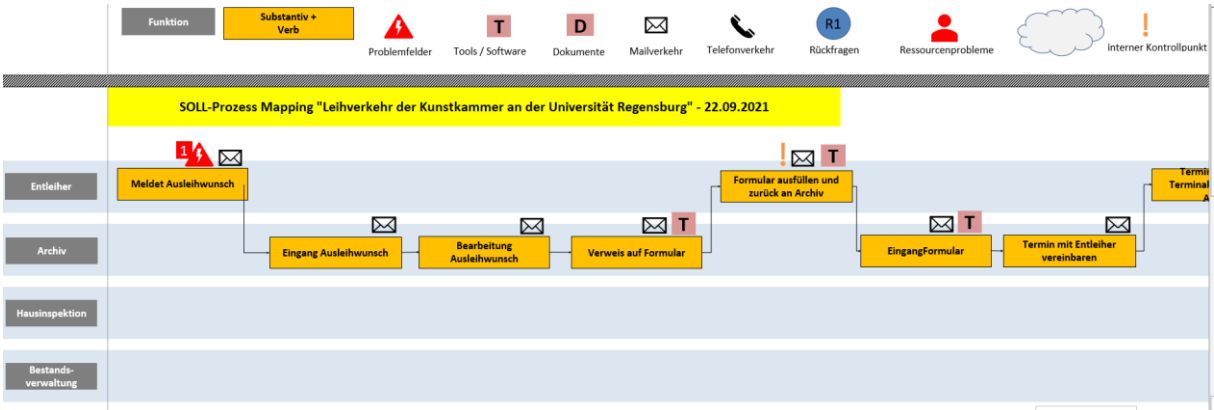 Funktion
Substantiv +
Verb
T
D
R1
!
Problemfelder
Tools / Software
Dokumente
Mailverkehr
Telefonverkehr
Rückfragen
Ressourcenprobleme
Interner Kontrollpunkt
SOLL-Prozess Mapping "Leihverkehr der Kunstkammer an der Universität Regensburg" - 22.09.2021
1
!
T
Entleiher
Meldet Ausleihwunsch
Formular ausfüllen und
zurück an Archiv
Terminal
A
T
T
Archiv
Eingang Ausleihwunsch
Bearbeitung
Ausleihwunsch
Verweis auf Formular
EingangFormular
Termin mit Entleiher
vereinbaren
Hausinspektion
Bestands-
verwaltung